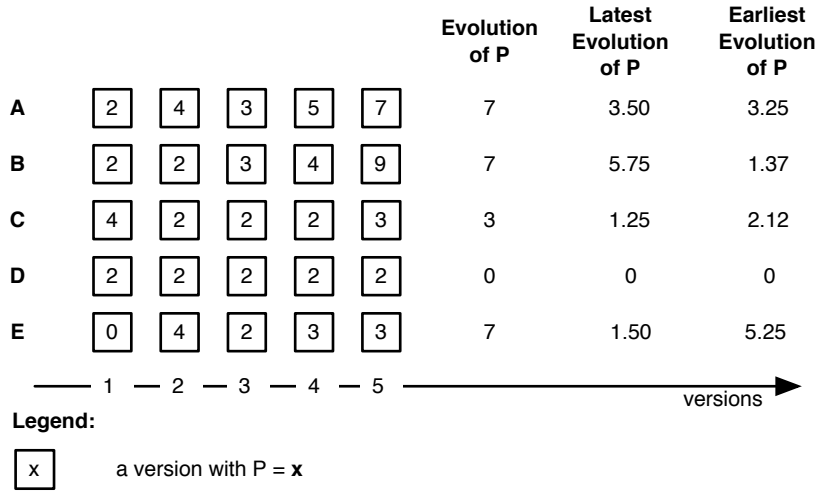 Evolution of P Latest Evolution of P Earliest Evolution of P
A 2 4 3 5 7 7 3.50 3.25
B 2 2 3 4 9 7 5.75 1.37
C 4 2 2 2 3 3 1.25 2.12
D 2 2 2 2 2 0 0 0
E 0 4 2 3 3 7 1.50 5.25
1 2 3 4 5
versions
Legend:
x a version with P = x